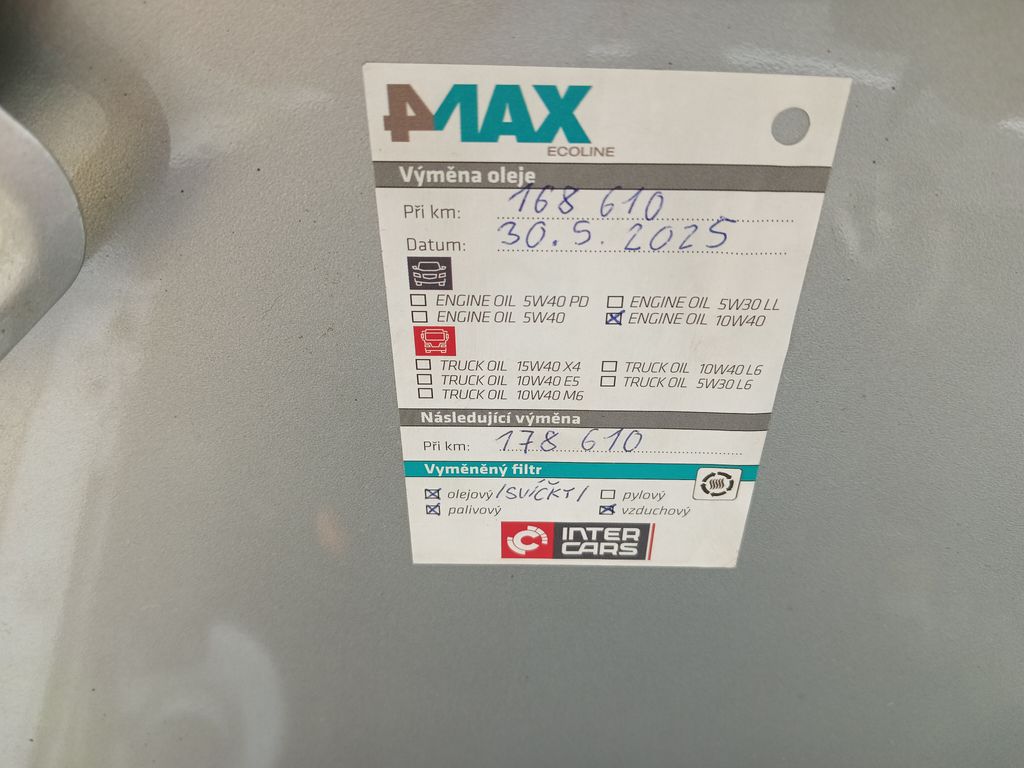 4MAX
ECOLINE
Výměna oleje
Při km: 168 610
Datum: 30. 5. 2025
ENGINE OIL 5W40 PD ENGINE OIL 5W30 LL
ENGINE OIL 5W40 ENGINE OIL 10W40
TRUCK OIL 15W40 X4 TRUCK OIL 10W40 L6
TRUCK OIL 10W40 E5 TRUCK OIL 5W30 L6
TRUCK OIL 10W40 M6
Následující výměna
Při km: 178 610
Vyměněný filtr
olejový /SVÍČKY/ pylový
palivový vzduchový
INTER
CARS